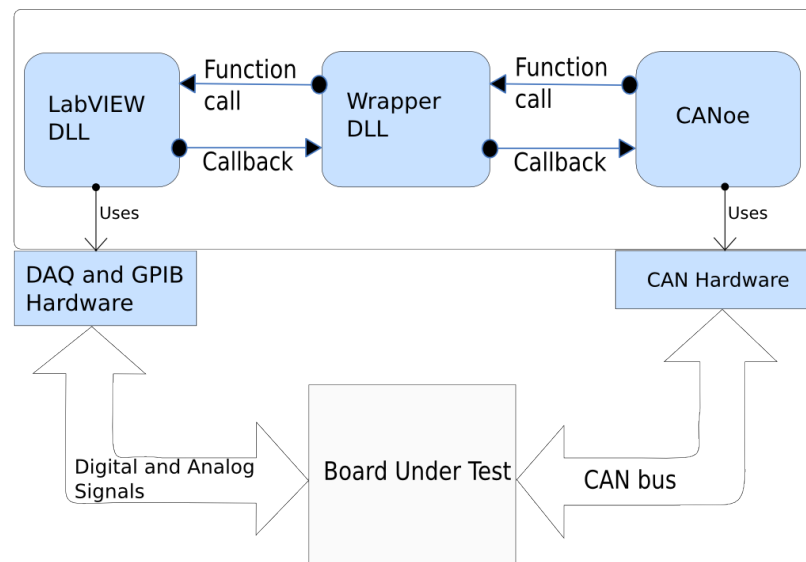 LabVIEW
DLL
Function
call
Callback
Wrapper
DLL
Function
call
Callback
CANoe
Uses
Uses
DAQ and GPIB
Hardware
CAN Hardware
Digital and Analog
Signals
Board Under Test
CAN bus